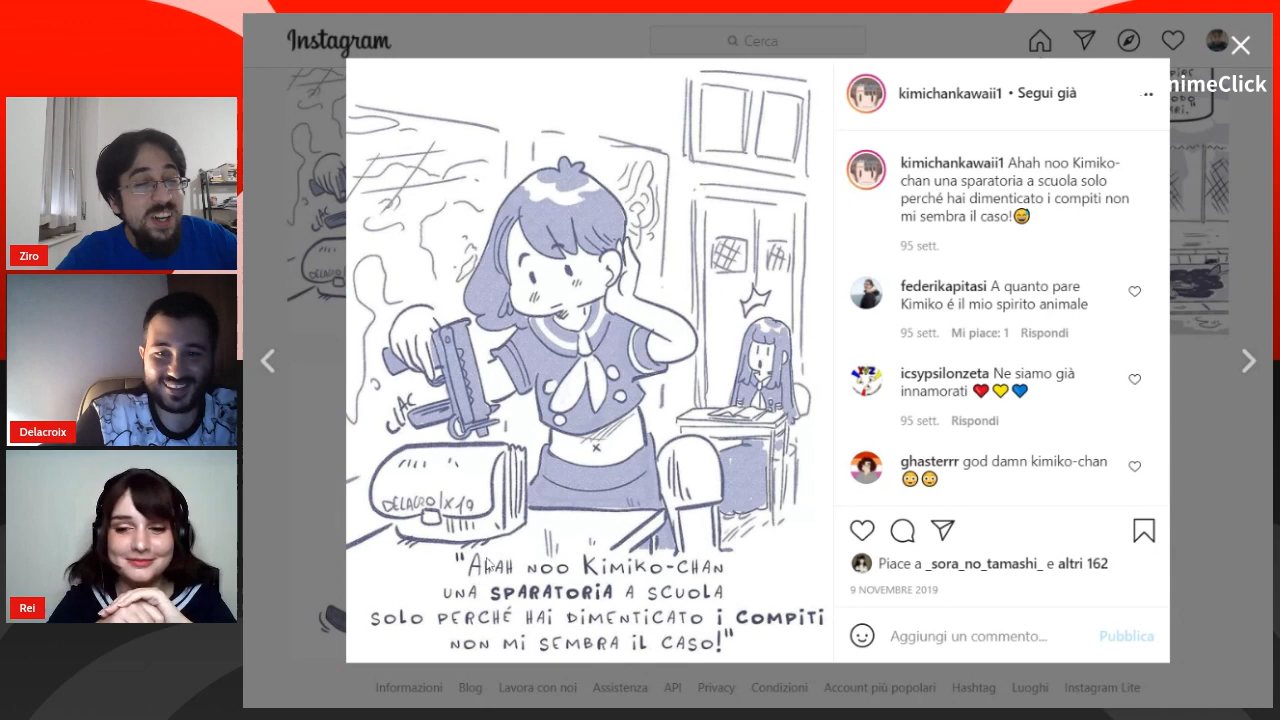 Instagram
Cerca
nimeClick
Ziro
Delacroix
Rei
CLAC
DELACROIX19
"AHAH NOO KIMIKO-CHAN
UNA SPARATORIA A SCUOLA
SOLO PERCHÉ HAI DIMENTICATO i COMPITI
NON MI SEMBRA IL CASO!"
kimichankawaii1 • Segui già
kimichankawaii1 Ahah noo Kimiko-
chan una sparatoria a scuola solo
perché hai dimenticato i compiti non
mi sembra il caso!😅
95 sett.
federikapitasi A quanto pare
Kimiko é il mio spirito animale
95 sett. Mi piace: 1 Rispondi
icsypsilonzeta Ne siamo già
innamorati ❤️💛💙
95 sett. Rispondi
ghasterrr god damn kimiko-chan
😳😳
Piace a _sora_no_tamashi_ e altri 162
9 NOVEMBRE 2019
Aggiungi un commento... Pubblica
Informazioni Blog Lavora con noi Assistenza API Privacy Condizioni Account più popolari Hashtag Luoghi Instagram Lite